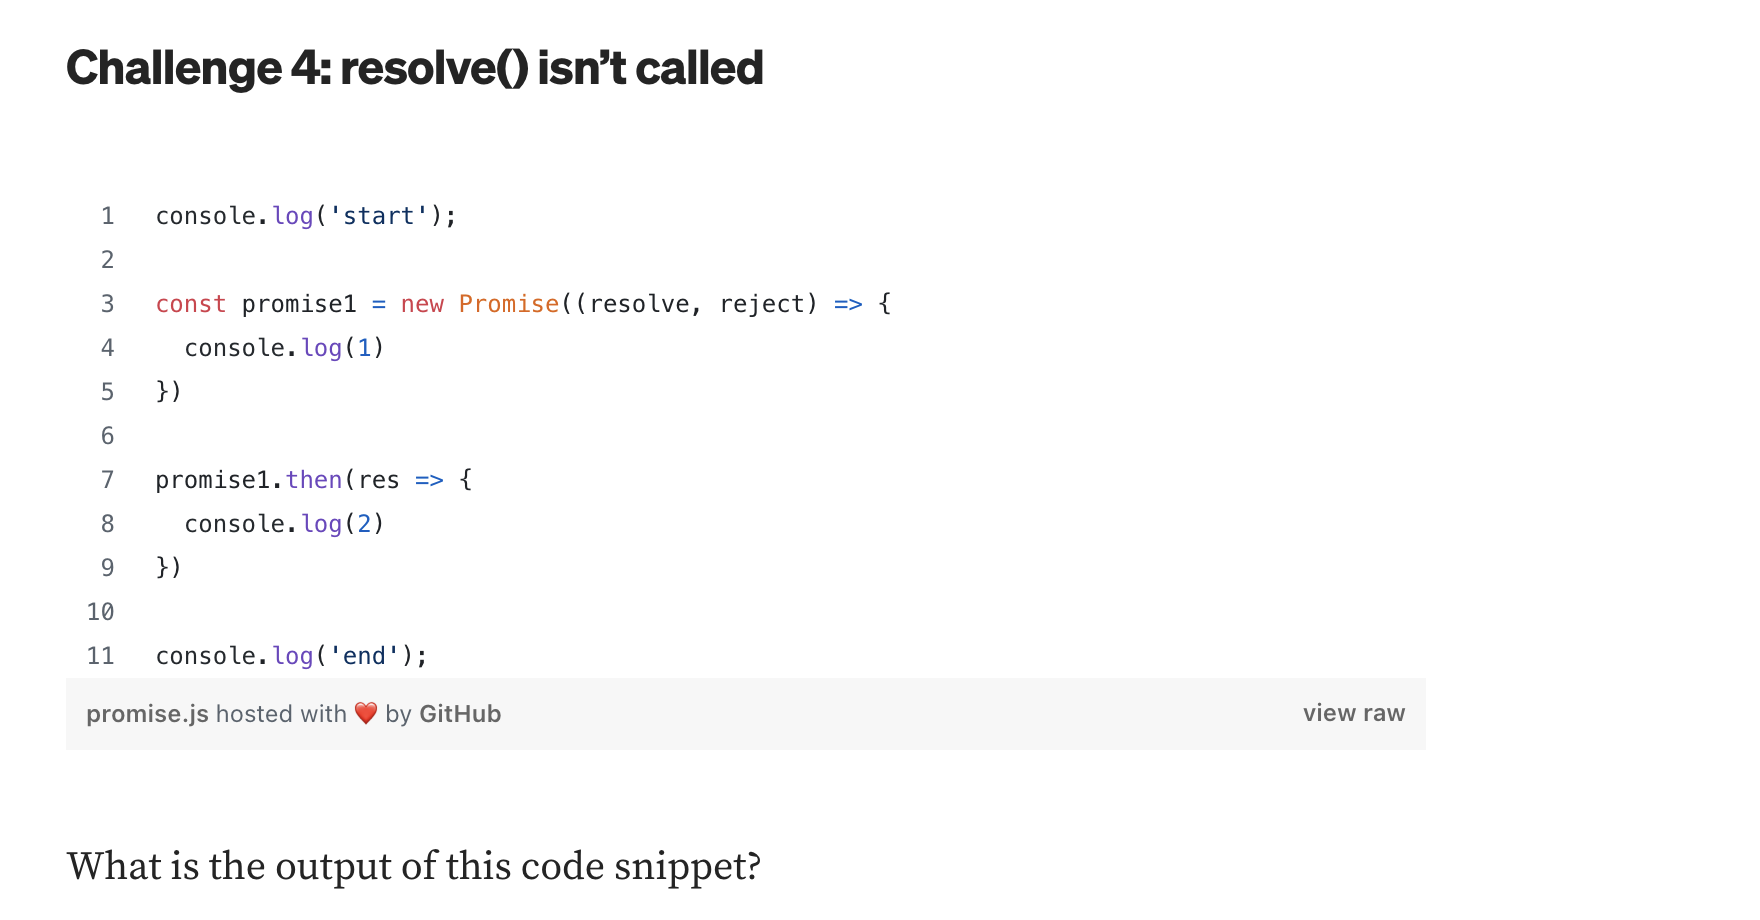 Challenge 4: resolve() isn’t called
1 console.log('start');
2
3 const promise1 = new Promise((resolve, reject) => {
4   console.log(1)
5 })
6
7 promise1.then(res => {
8   console.log(2)
9 })
10
11 console.log('end');
promise.js hosted with ❤ by GitHub view raw
What is the output of this code snippet?